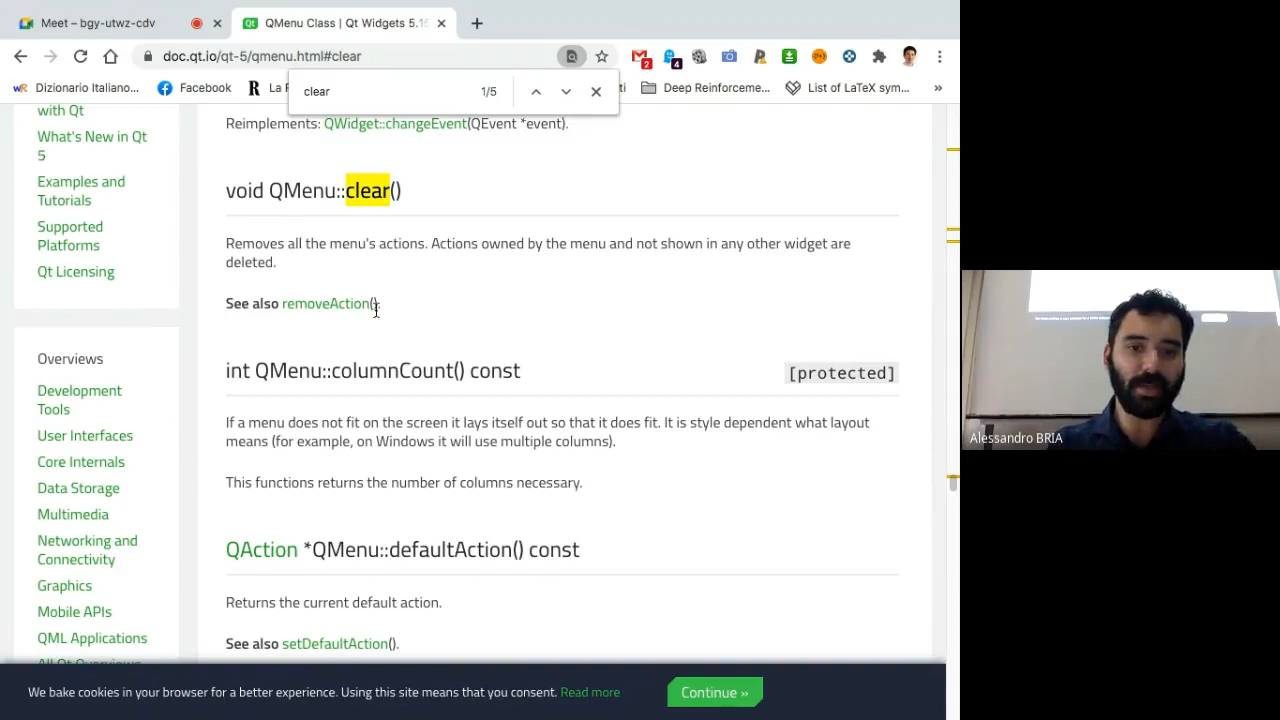 Meet – bgy-utwz-cdv
QMenu Class | Qt Widgets 5.15
doc.qt.io/qt-5/qmenu.html#clear
2
4
Dizionario Italiano...
Facebook
La
clear
1/5
ti
Deep Reinforceme...
List of LaTeX sym...
»
with Qt
What's New in Qt
5
Examples and
Tutorials
Supported
Platforms
Qt Licensing
Overviews
Development
Tools
User Interfaces
Core Internals
Data Storage
Multimedia
Networking and
Connectivity
Graphics
Mobile APIs
QML Applications
All Qt Overviews
Reimplements: QWidget::changeEvent(QEvent *event).
void QMenu::clear()
Removes all the menu's actions. Actions owned by the menu and not shown in any other widget are
deleted.
See also removeAction().
int QMenu::columnCount() const
[protected]
If a menu does not fit on the screen it lays itself out so that it does fit. It is style dependent what layout
means (for example, on Windows it will use multiple columns).
This functions returns the number of columns necessary.
QAction *QMenu::defaultAction() const
Returns the current default action.
See also setDefaultAction().
We bake cookies in your browser for a better experience. Using this site means that you consent. Read more
Continue »
Alessandro BRIA